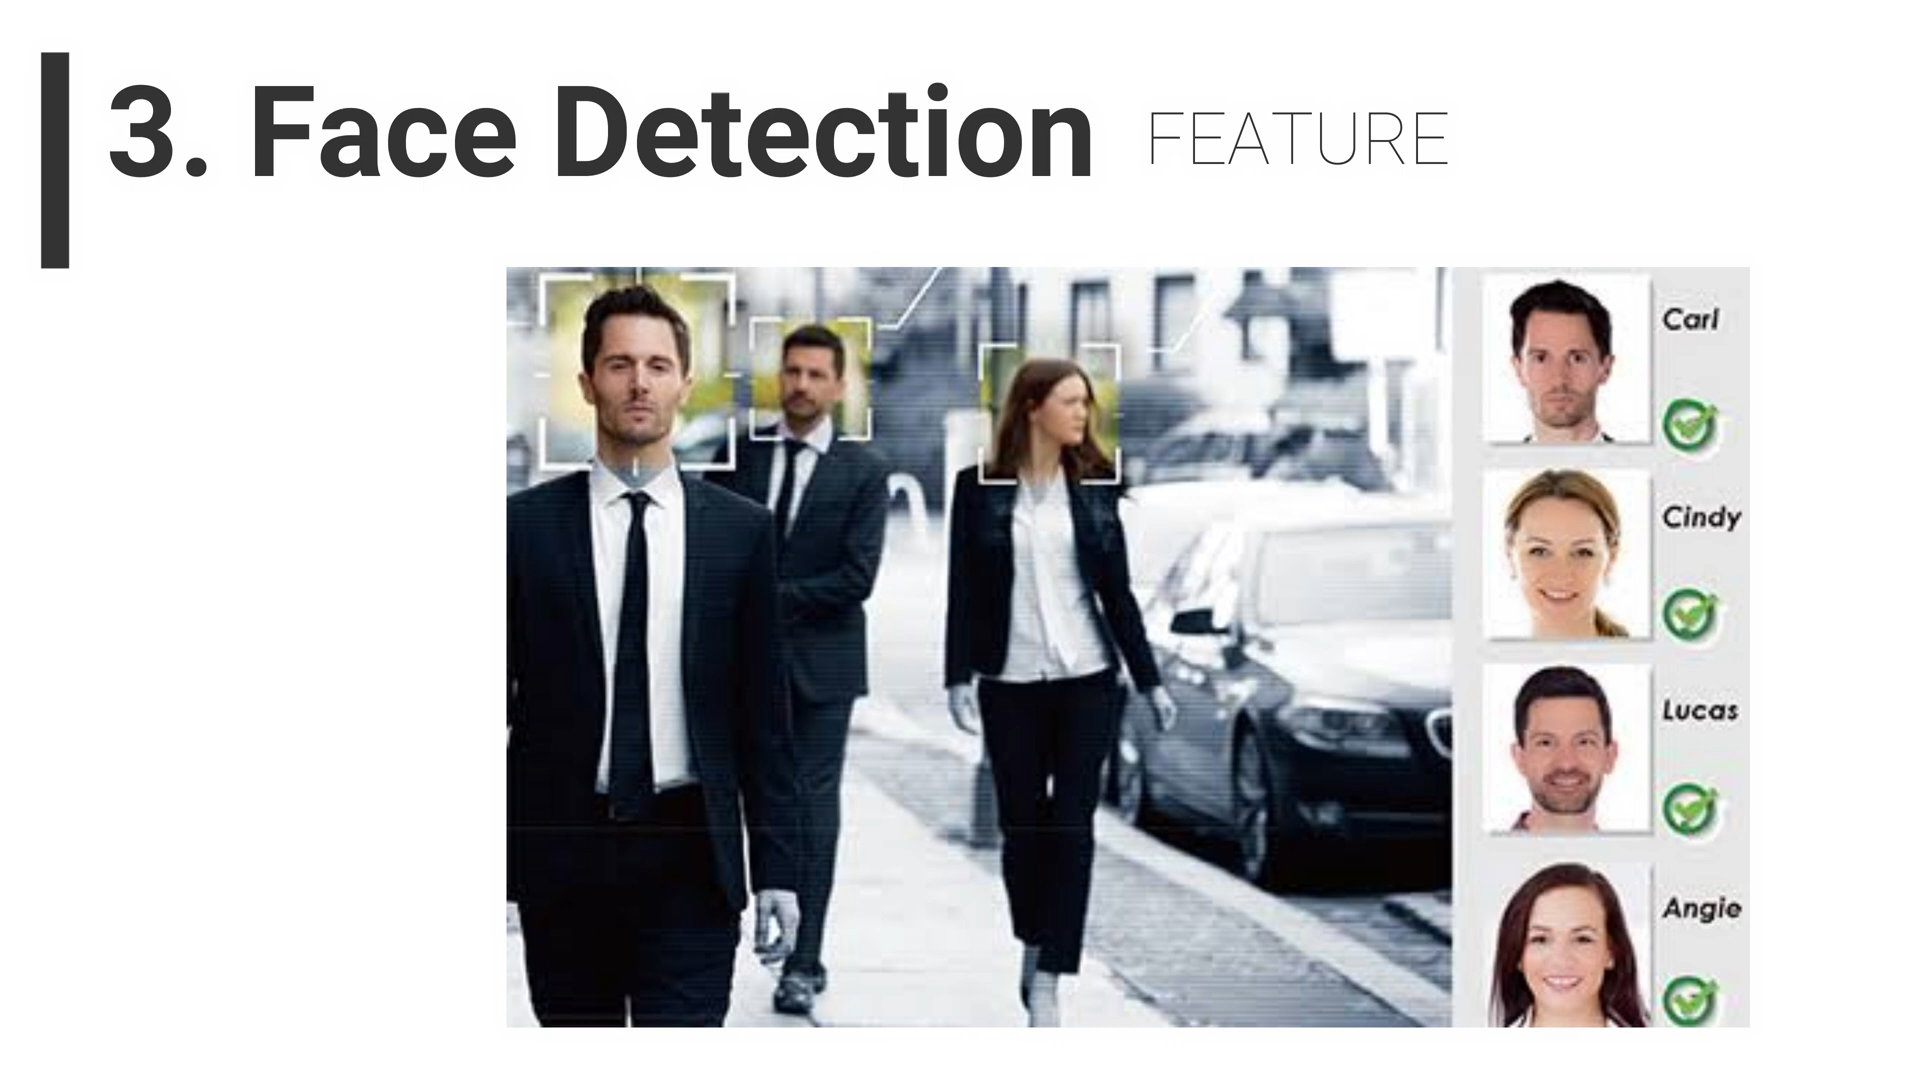 3. Face Detection FEATURE
Carl
Cindy
Lucas
Angie